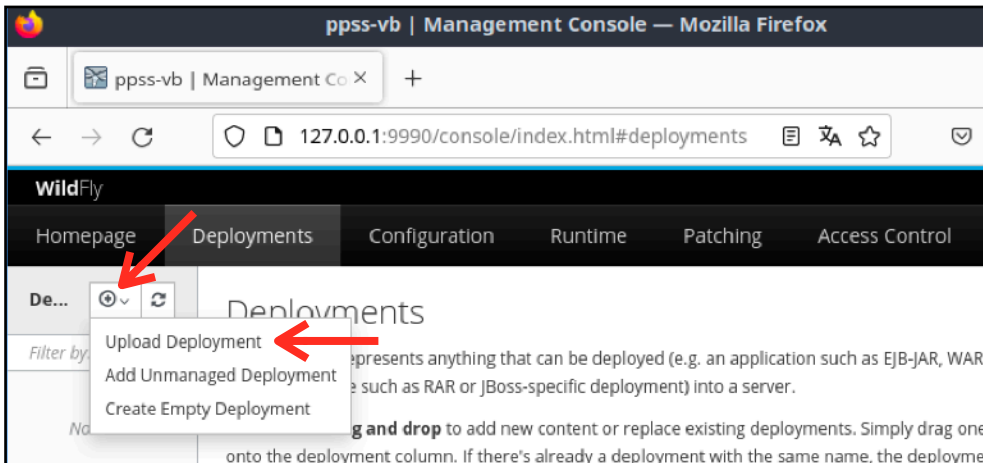 ppss-vb | Management Console — Mozilla Firefox
ppss-vb | Management Co
127.0.0.1:9990/console/index.html#deployments
WildFly
Homepage Deployments Configuration Runtime Patching Access Control
De...
Deployments
Filter by
Upload Deployment
epresents anything that can be deployed (e.g. an application such as EJB-JAR, WAR
Add Unmanaged Deployment
e such as RAR or JBoss-specific deployment) into a server.
Create Empty Deployment
No
g and drop to add new content or replace existing deployments. Simply drag one
onto the deployment column. If there's already a deployment with the same name, the deployme